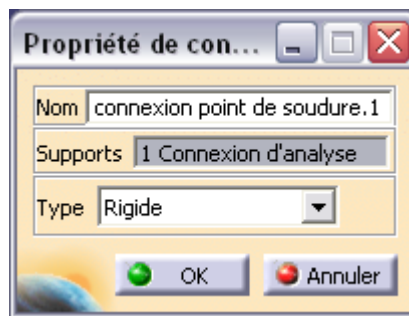 Propriété de con...
Nom connexion point de soudure.1
Supports 1 Connexion d'analyse
Type Rigide
OK Annuler